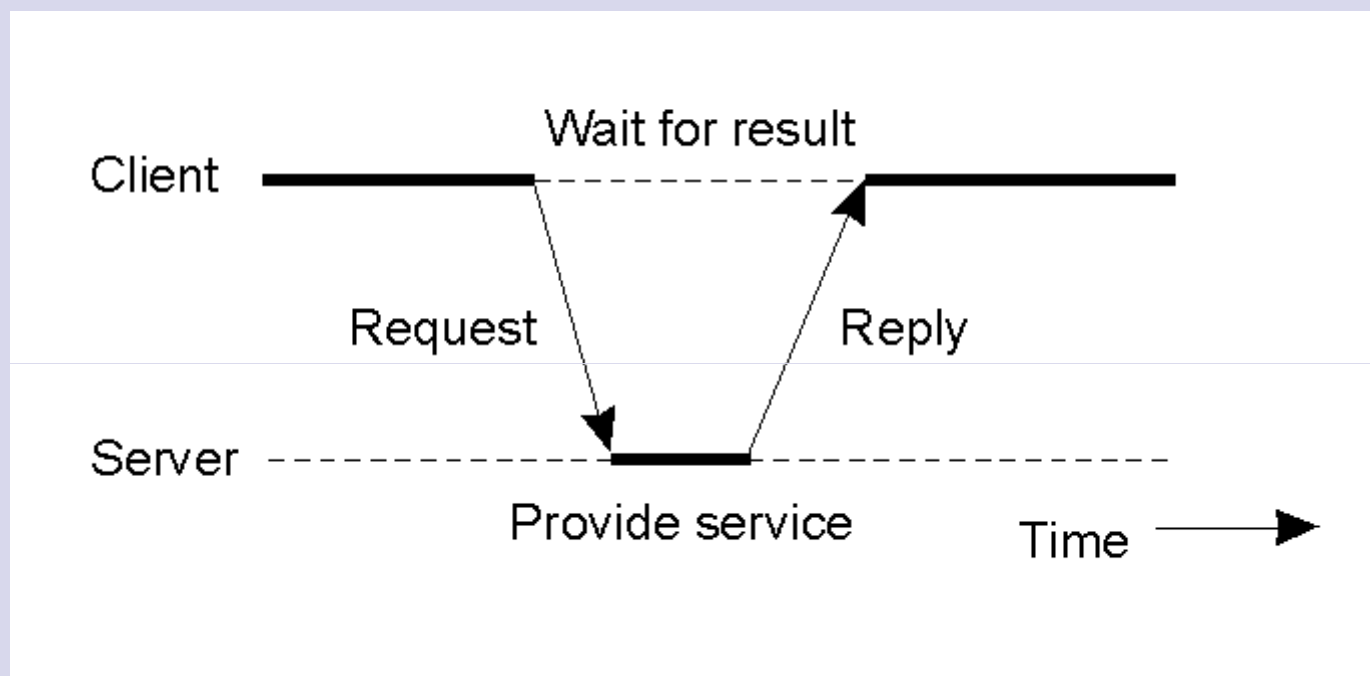 Wait for result
Client
Request
Reply
Server
Provide service
Time